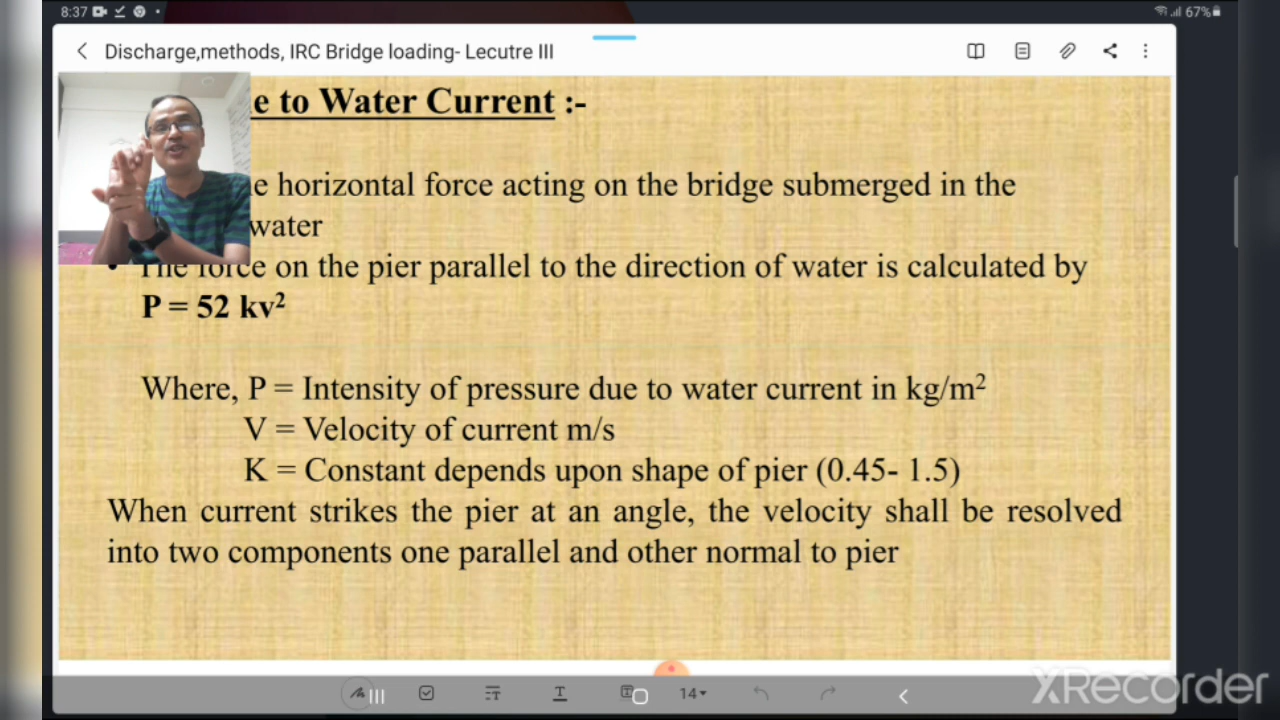 8:37
67%
Discharge,methods, IRC Bridge loading- Lecutre III
e to Water Current :-
e horizontal force acting on the bridge submerged in the
water
• The force on the pier parallel to the direction of water is calculated by
P = 52 kv²
Where, P = Intensity of pressure due to water current in kg/m²
V = Velocity of current m/s
K = Constant depends upon shape of pier (0.45- 1.5)
When current strikes the pier at an angle, the velocity shall be resolved
into two components one parallel and other normal to pier
14
XRecorder